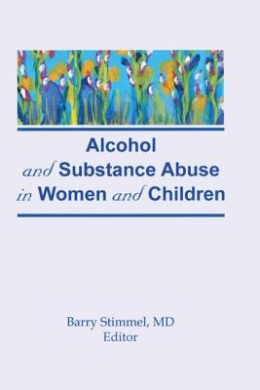 Alcohol
and Substance Abuse
in Women and Children
Barry Stimmel, MD
Editor